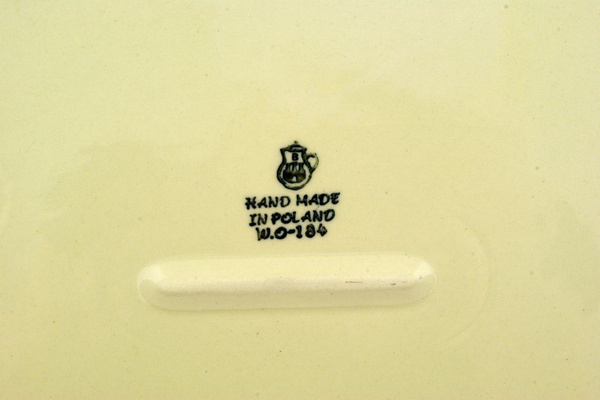 B
HAND MADE
IN POLAND
W.O-184